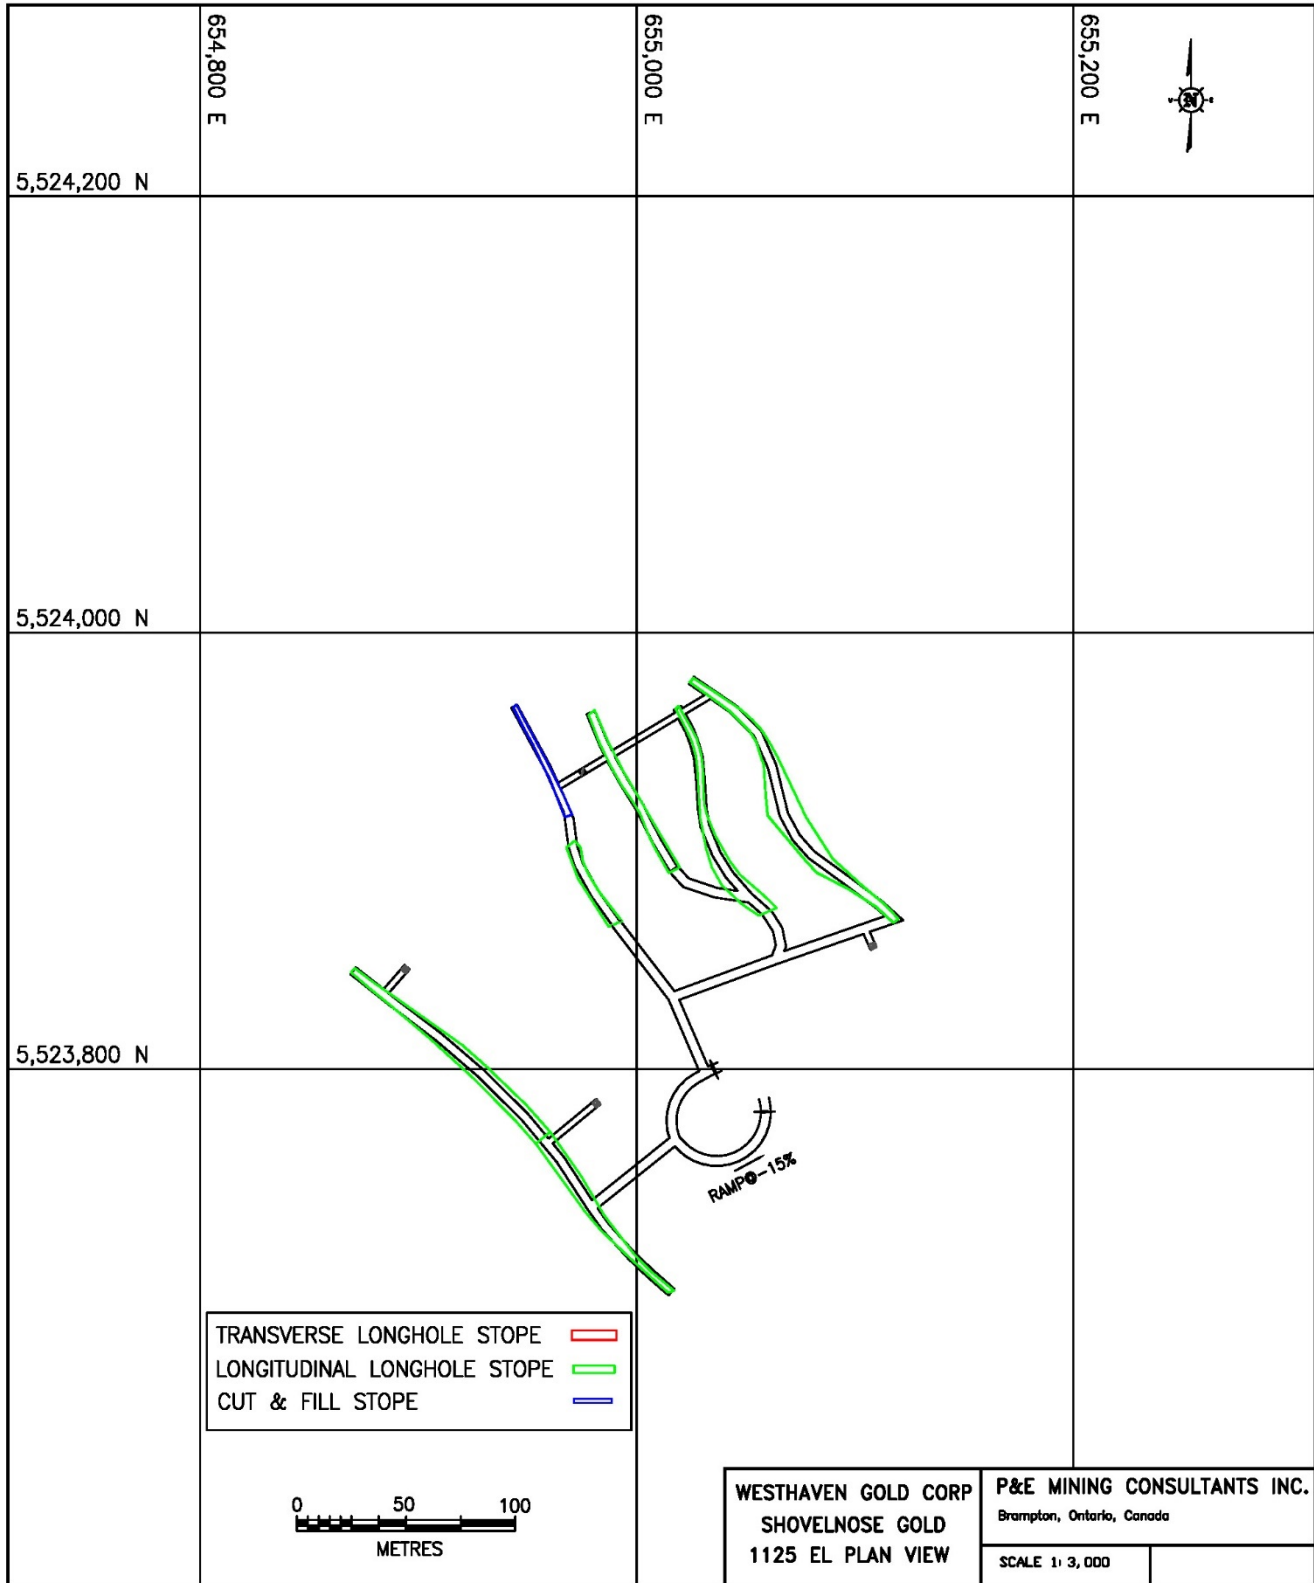 654,800 E
655,000 E
655,200 E
5,524,200 N
5,524,000 N
5,523,800 N
RAMP@-15%
TRANSVERSE LONGHOLE STOPE
LONGITUDINAL LONGHOLE STOPE
CUT & FILL STOPE
0 50 100
METRES
WESTHAVEN GOLD CORP
SHOVELNOSE GOLD
1125 EL PLAN VIEW
P&E MINING CONSULTANTS INC.
Brampton, Ontario, Canada
SCALE 1: 3,000